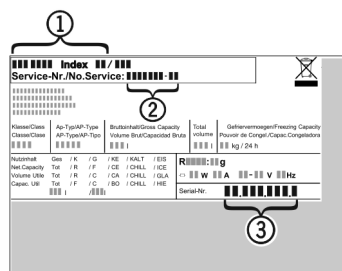 1
Index /
Service-Nr./No.Service: -
2
Klasse/Class Ap-Typ/AP-Type Bruttoinhalt/Gross Capacity Total Gefriervermoegen/Freezing Capacity
Classe/Class AP-Type/AP-Tipo Volume Brut/Capacidad Bruta volume Pouvoir de Congel./Capac.Congeladora
l l kg / 24 h
Nutzinhalt Ges / K / G / KE / KALT / EIS
Net.Capacity Tot / R / F / CE / CHILL / ICE
Volume Utile Tot / R / C / CA / CHILL / GLA
Capac. Util Tot / F / C / BO / CHILL / HIE
l / l
R : g
W A - V Hz
Serial-Nr. . . .
3